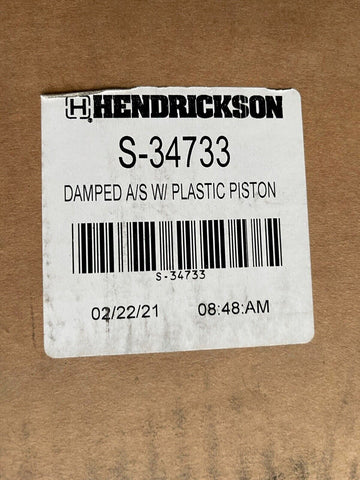 HENDRICKSON
S-34733
DAMPED A/S W/ PLASTIC PISTON
S-34733
02/22/21 08:48:AM